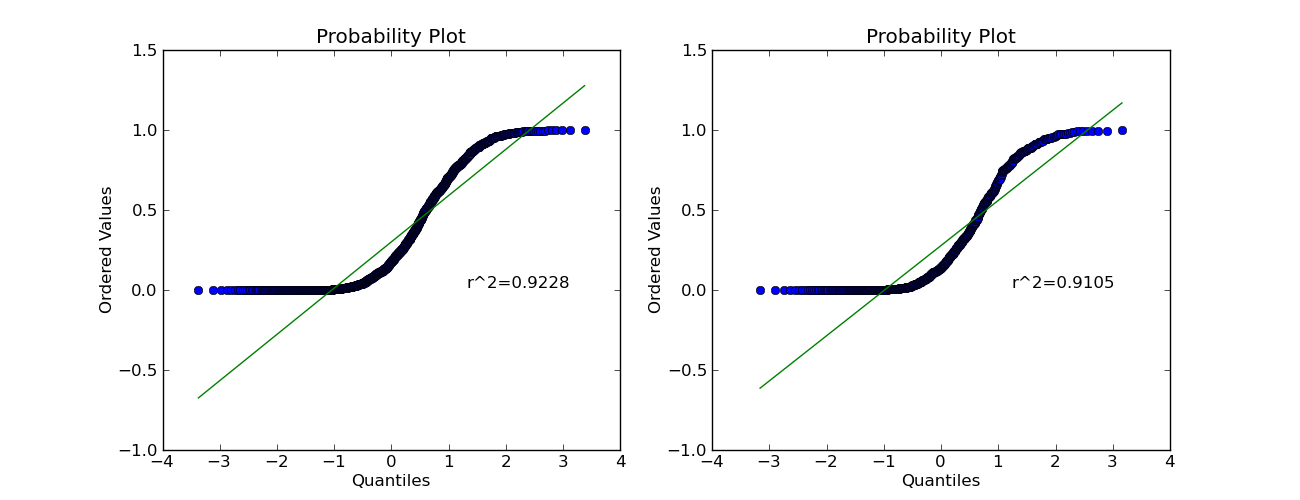 Probability Plot
1.5
1.0
0.5
0.0
−0.5
−1.0
Ordered Values
r^2=0.9228
−4 −3 −2 −1 0 1 2 3 4
Quantiles
Probability Plot
1.5
1.0
0.5
0.0
−0.5
−1.0
Ordered Values
r^2=0.9105
−4 −3 −2 −1 0 1 2 3 4
Quantiles